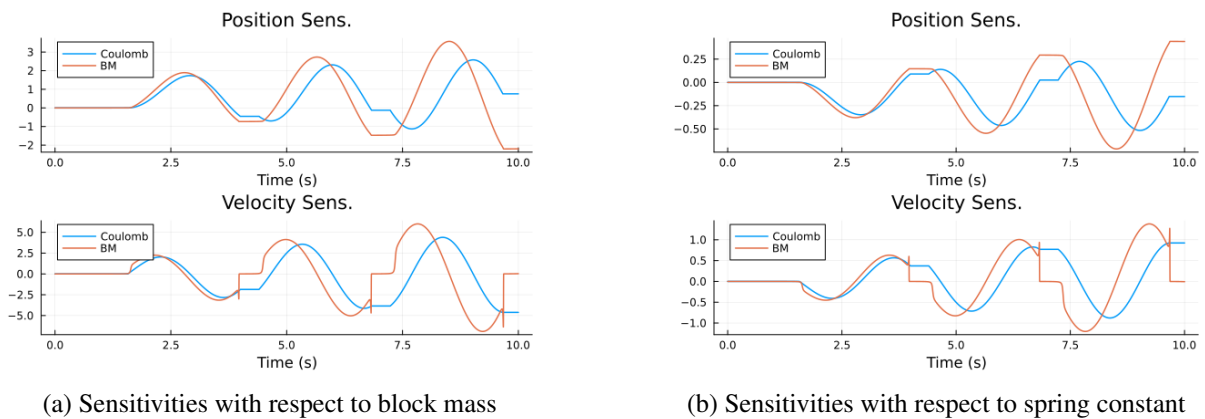 Position Sens.
Coulomb
BM
3
2
1
0
−1
−2
0.0 2.5 5.0 7.5 10.0
Time (s)
Velocity Sens.
Coulomb
BM
5.0
2.5
0.0
−2.5
−5.0
0.0 2.5 5.0 7.5 10.0
Time (s)
(a) Sensitivities with respect to block mass
Position Sens.
Coulomb
BM
0.25
0.00
−0.25
−0.50
0.0 2.5 5.0 7.5 10.0
Time (s)
Velocity Sens.
Coulomb
BM
1.0
0.5
0.0
−0.5
−1.0
0.0 2.5 5.0 7.5 10.0
Time (s)
(b) Sensitivities with respect to spring constant